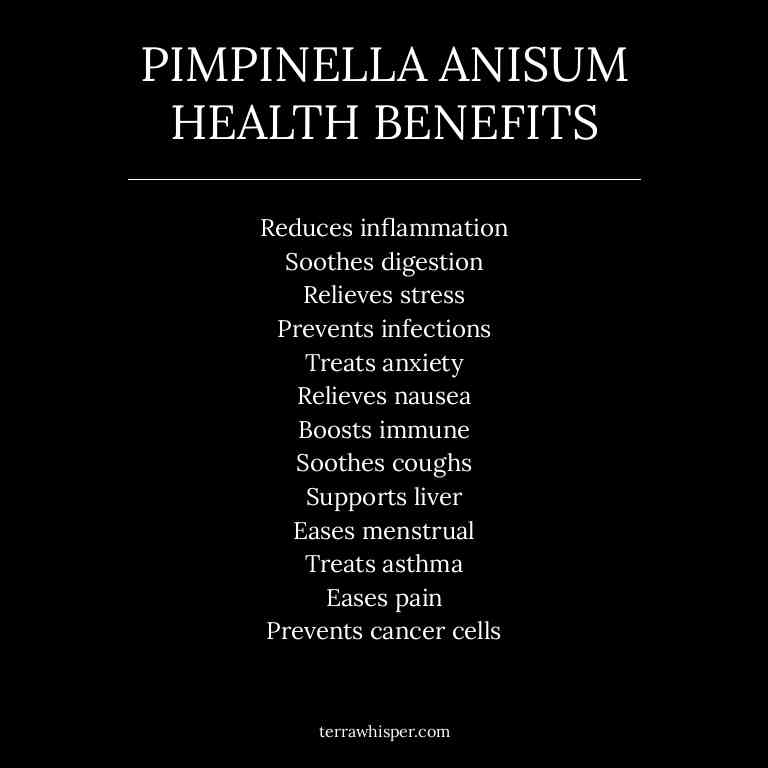 PIMPINELLA ANISUM
HEALTH BENEFITS
Reduces inflammation
Soothes digestion
Relieves stress
Prevents infections
Treats anxiety
Relieves nausea
Boosts immune
Soothes coughs
Supports liver
Eases menstrual
Treats asthma
Eases pain
Prevents cancer cells
terrawhisper.com